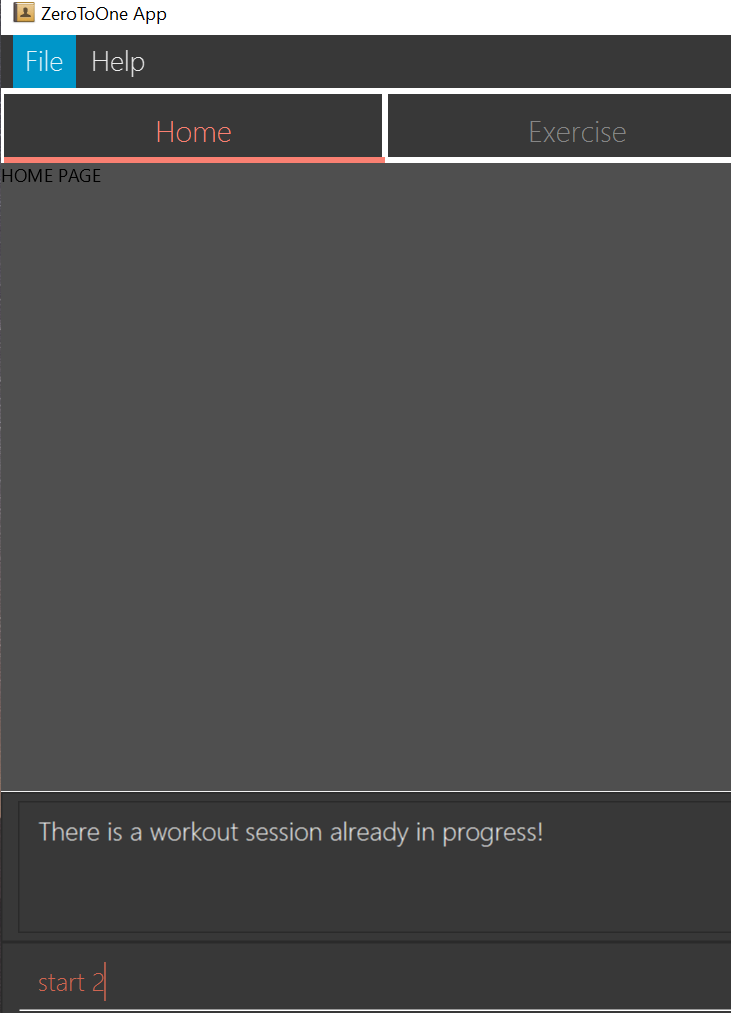 ZeroToOne App
File Help
Home Exercise
HOME PAGE
There is a workout session already in progress!
start 2